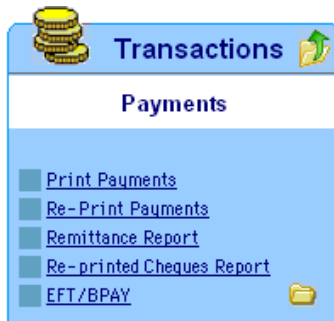 Transactions
Payments
Print Payments
Re-Print Payments
Remittance Report
Re-printed Cheques Report
EFT/BPAY